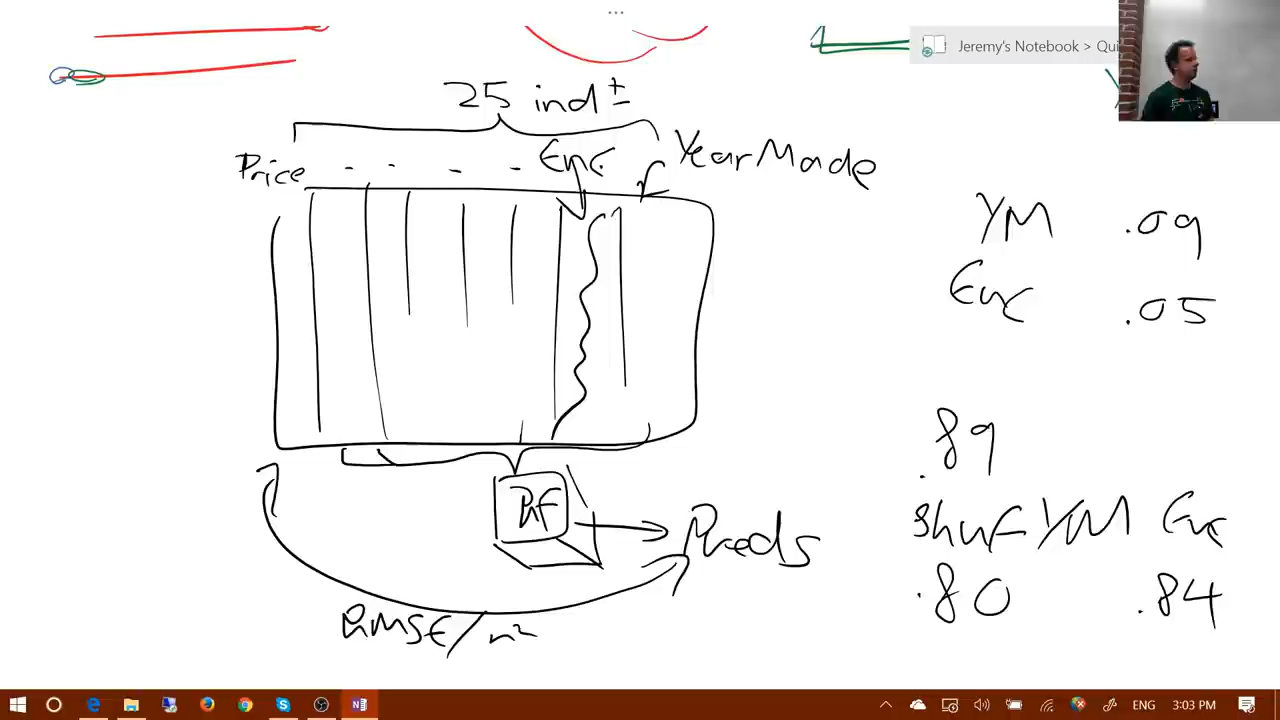 Jeremy's Notebook > Qui
25 ind
Price - - - - Enc YearMade
YM .09
Enc .05
.89
RF
Preds
shuf YM Enc
.80 .84
RMSE/r²
ENG 3:03 PM